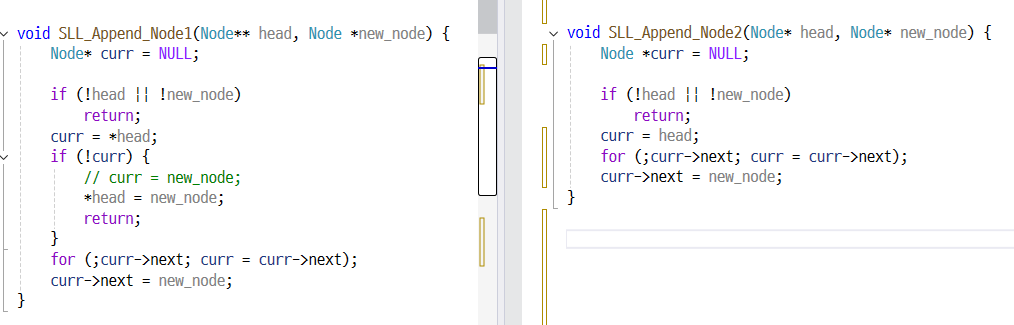 void SLL_Append_Node1(Node** head, Node *new_node) {
Node* curr = NULL;
if (!head || !new_node)
return;
curr = *head;
if (!curr) {
// curr = new_node;
*head = new_node;
return;
}
for (;curr->next; curr = curr->next);
curr->next = new_node;
}
void SLL_Append_Node2(Node* head, Node* new_node) {
Node *curr = NULL;
if (!head || !new_node)
return;
curr = head;
for (;curr->next; curr = curr->next);
curr->next = new_node;
}